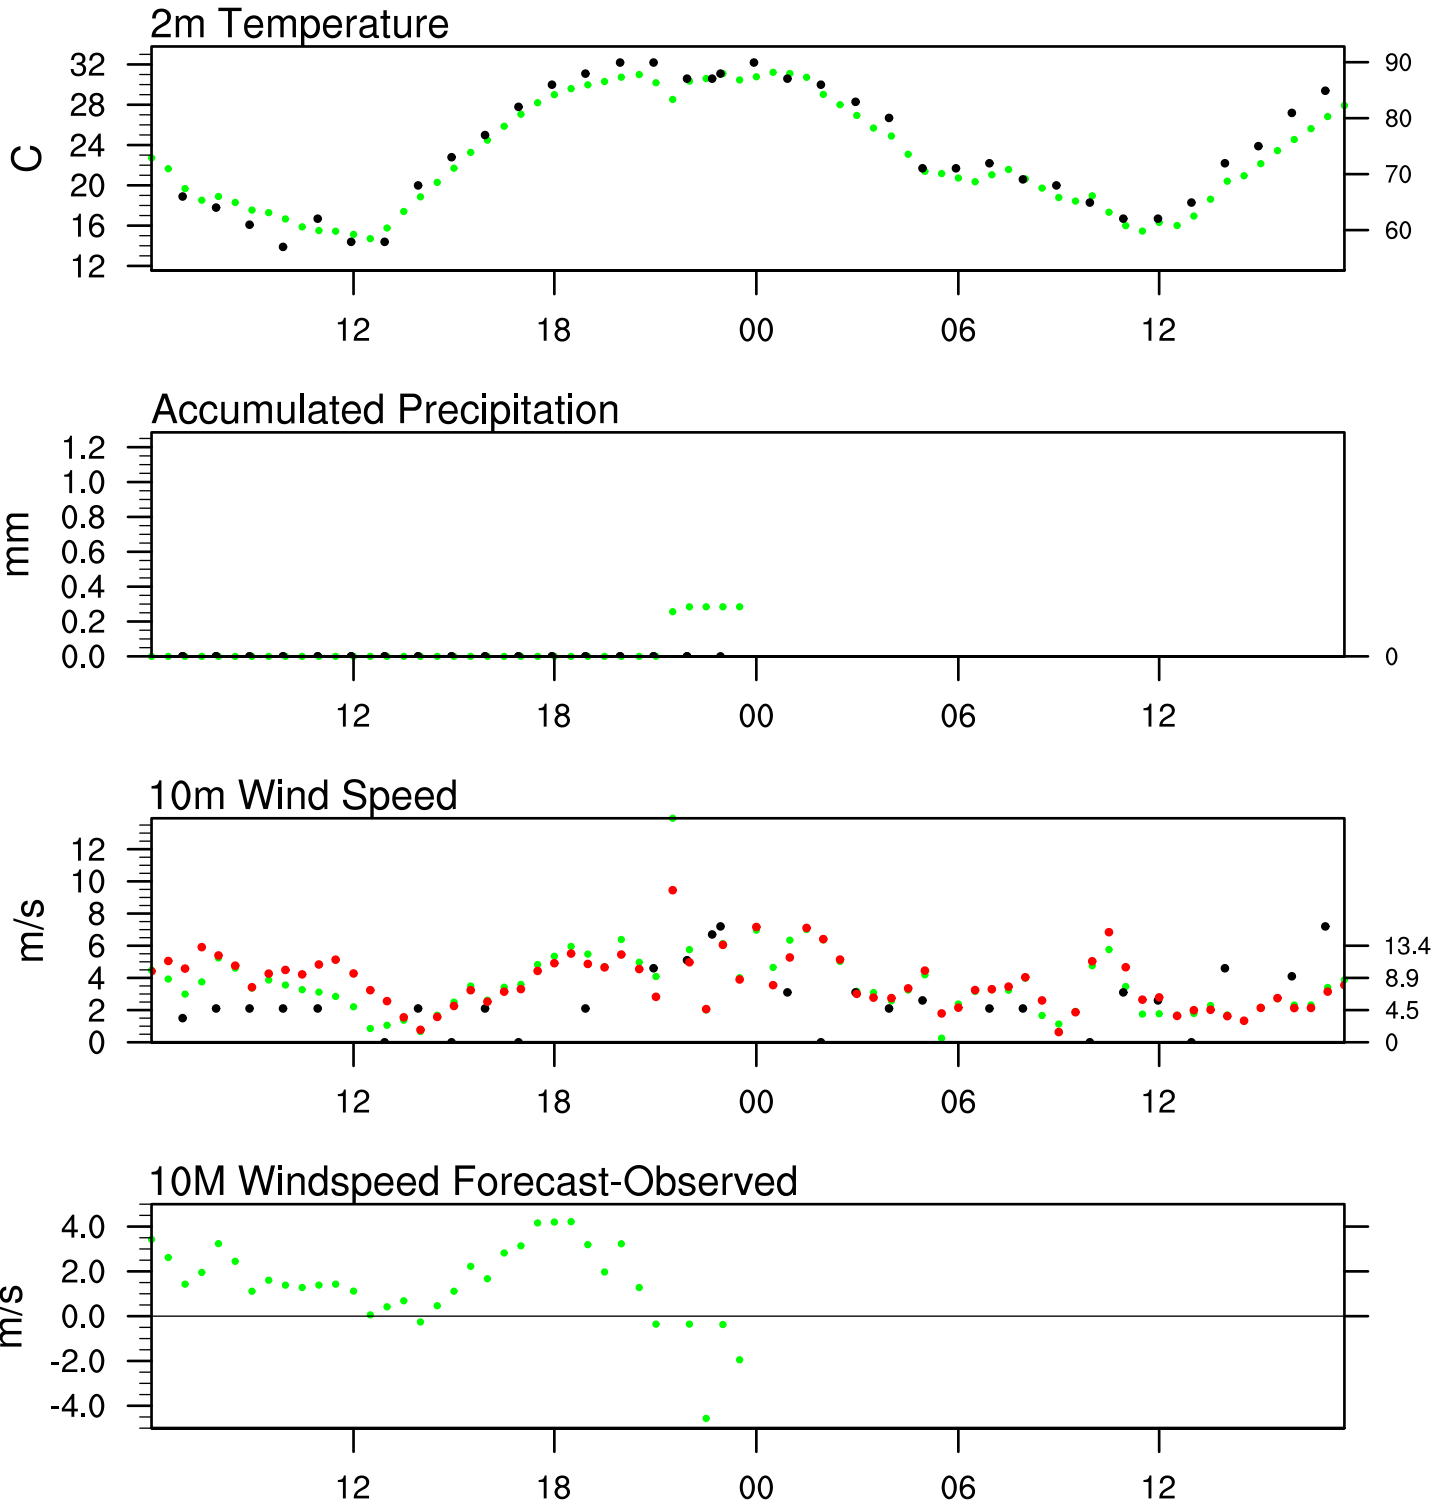 2m Temperature
32
28
24
20
16
12
C
90
80
70
60
12 18 00 06 12
Accumulated Precipitation
1.2
1.0
0.8
0.6
0.4
0.2
0.0
mm
0
12 18 00 06 12
10m Wind Speed
12
10
8
6
4
2
0
m/s
13.4
8.9
4.5
0
12 18 00 06 12
10M Windspeed Forecast-Observed
4.0
2.0
0.0
-2.0
-4.0
m/s
12 18 00 06 12